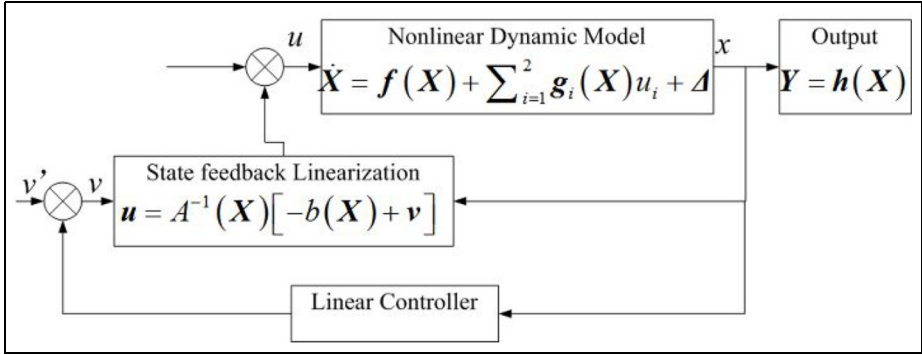 u
Nonlinear Dynamic Model
Ẋ = f(X) + ∑²ᵢ₌₁ gᵢ(X)uᵢ + Δ
x
Output
Y = h(X)
v'
v
State feedback Linearization
u = A⁻¹(X)[−b(X) + v]
Linear Controller